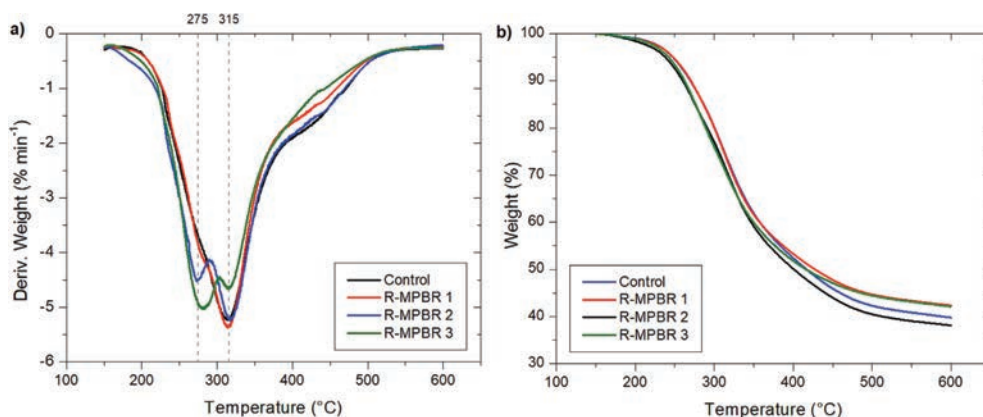 275 315
a)
0
-1
-2
-3
-4
-5
-6
Deriv. Weight (% min⁻¹)
Control
R-MPBR 1
R-MPBR 2
R-MPBR 3
100 200 300 400 500 600
Temperature (°C)
b)
100
90
80
70
60
50
40
30
Weight (%)
Control
R-MPBR 1
R-MPBR 2
R-MPBR 3
100 200 300 400 500 600
Temperature (°C)